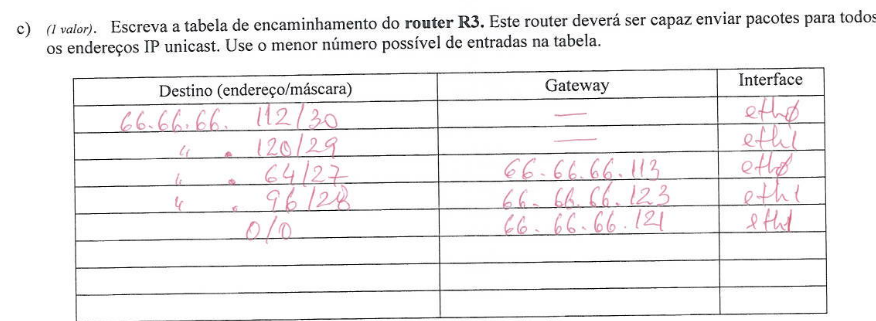 c) (1 valor). Escreva a tabela de encaminhamento do router R3. Este router deverá ser capaz enviar pacotes para todos
os endereços IP unicast. Use o menor número possível de entradas na tabela.
Destino (endereço/máscara) Gateway Interface
66.66.66. 112/30 — ethø
" . 120/29 — eth1
" . 64/27 66.66.66.113 ethø
" . 96/28 66.66.66.123 eth1
0/0 66.66.66.121 eth1